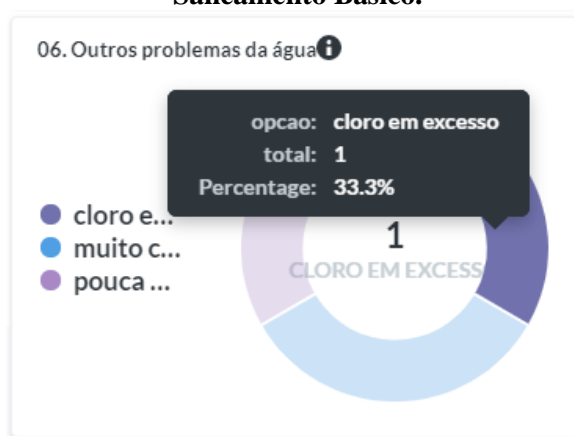 Saneamento Básico.
06. Outros problemas da água
opcao: cloro em excesso
total: 1
Percentage: 33.3%
cloro e...
muito c...
pouca ...
1
CLORO EM EXCESS